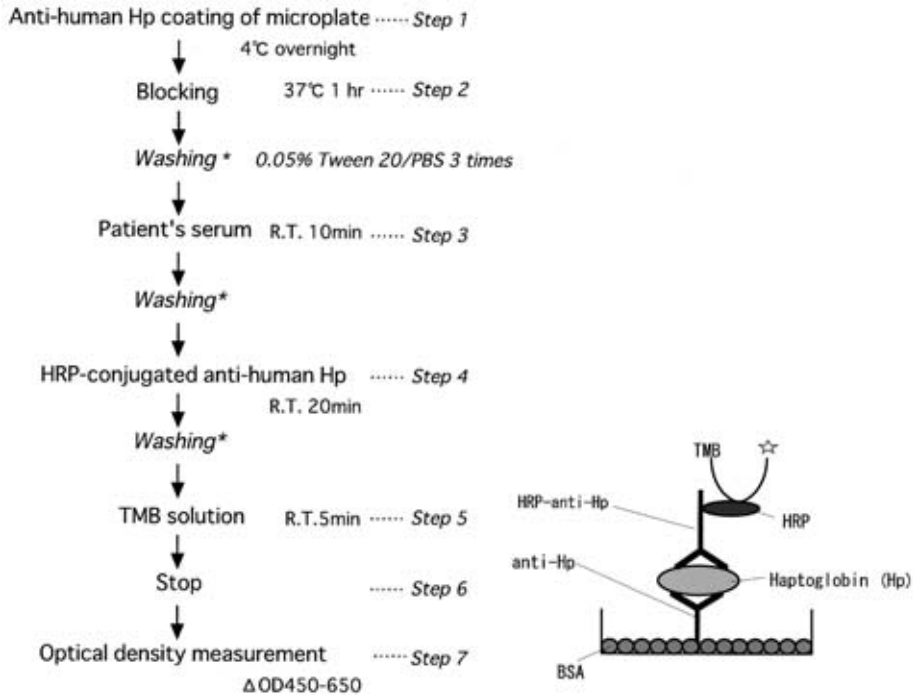 Anti-human Hp coating of microplate ······ Step 1
4℃ overnight
Blocking 37℃ 1 hr ······ Step 2
Washing * 0.05% Tween 20/PBS 3 times
Patient's serum R.T. 10min ······ Step 3
Washing*
HRP-conjugated anti-human Hp ······ Step 4
R.T. 20min
Washing*
TMB solution R.T.5min ······ Step 5
Stop ······ Step 6
Optical density measurement ······ Step 7
ΔOD450-650
TMB
HRP-anti-Hp
HRP
anti-Hp
Haptoglobin (Hp)
BSA